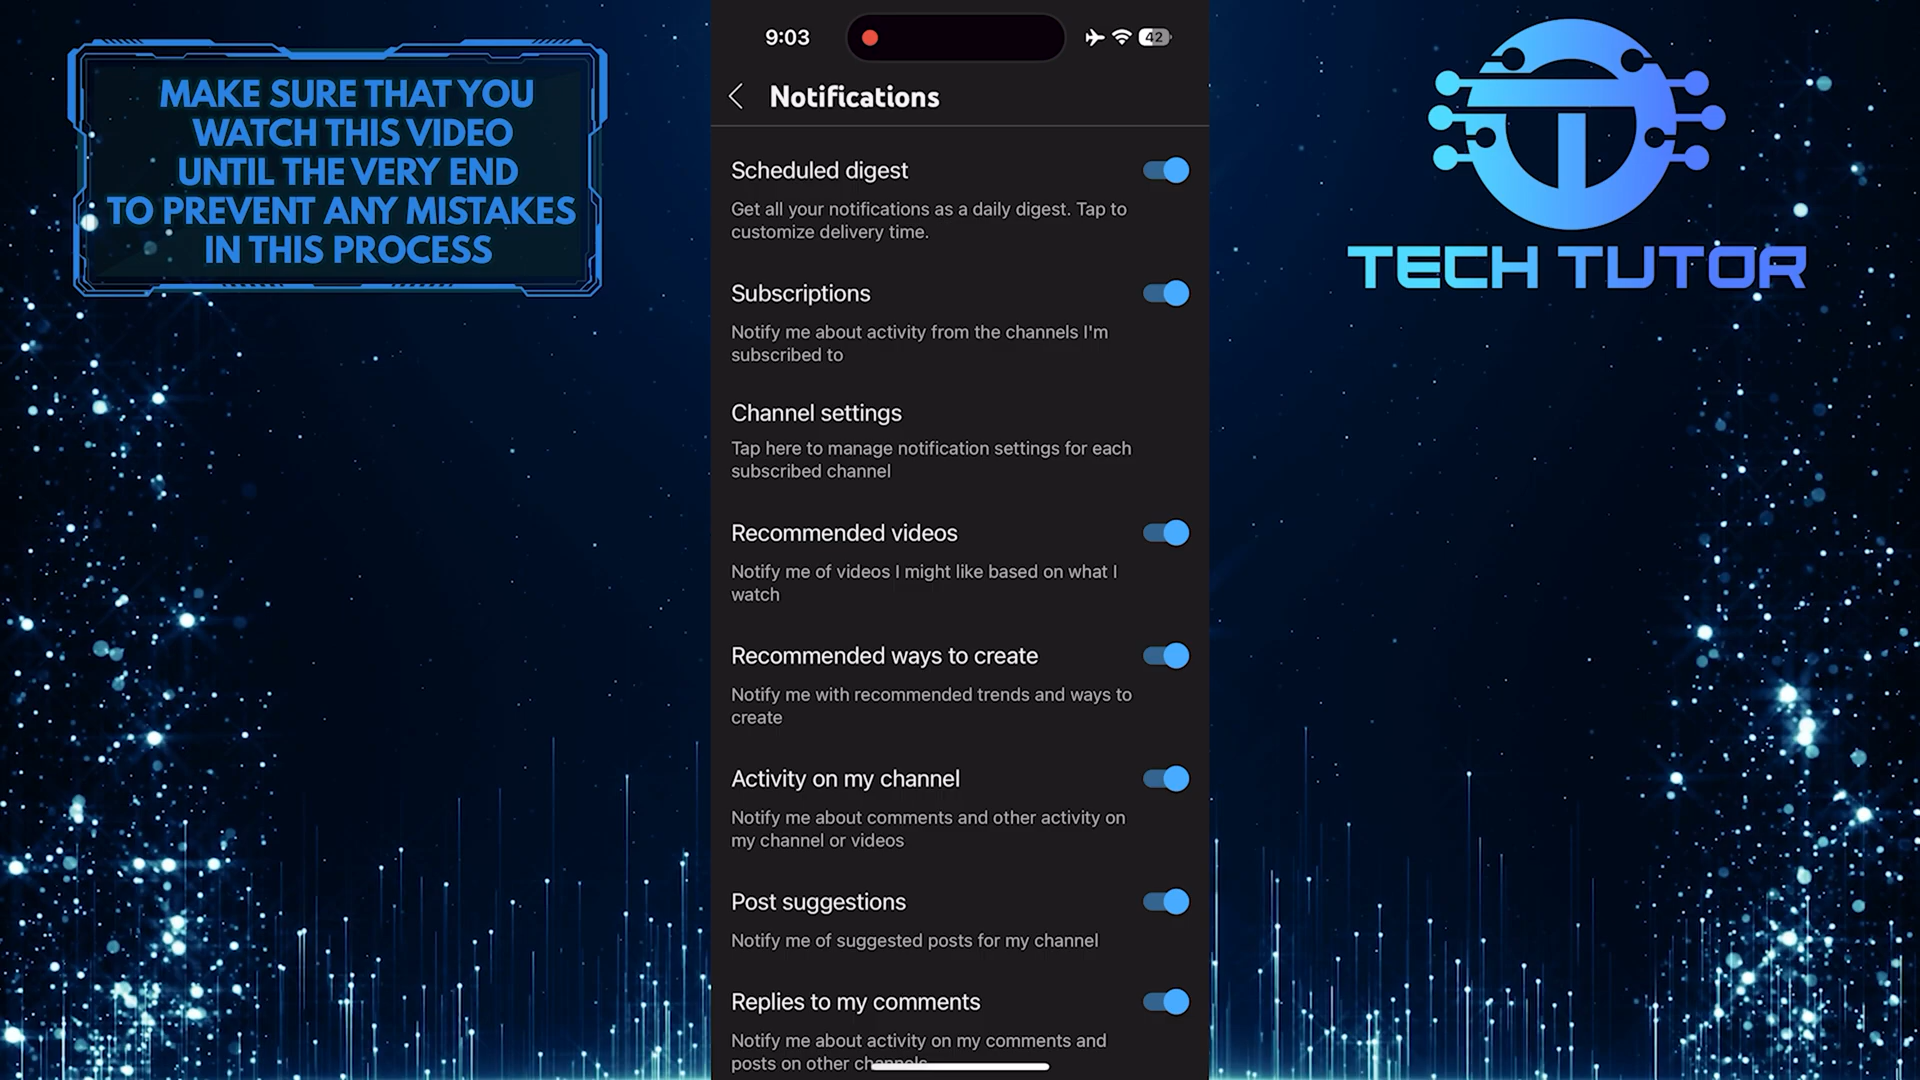 MAKE SURE THAT YOU
WATCH THIS VIDEO
UNTIL THE VERY END
TO PREVENT ANY MISTAKES
IN THIS PROCESS
9:03
42
Notifications
Scheduled digest
Get all your notifications as a daily digest. Tap to
customize delivery time.
Subscriptions
Notify me about activity from the channels I'm
subscribed to
Channel settings
Tap here to manage notification settings for each
subscribed channel
Recommended videos
Notify me of videos I might like based on what I
watch
Recommended ways to create
Notify me with recommended trends and ways to
create
Activity on my channel
Notify me about comments and other activity on
my channel or videos
Post suggestions
Notify me of suggested posts for my channel
Replies to my comments
Notify me about activity on my comments and
posts on other channels
TECH TUTOR